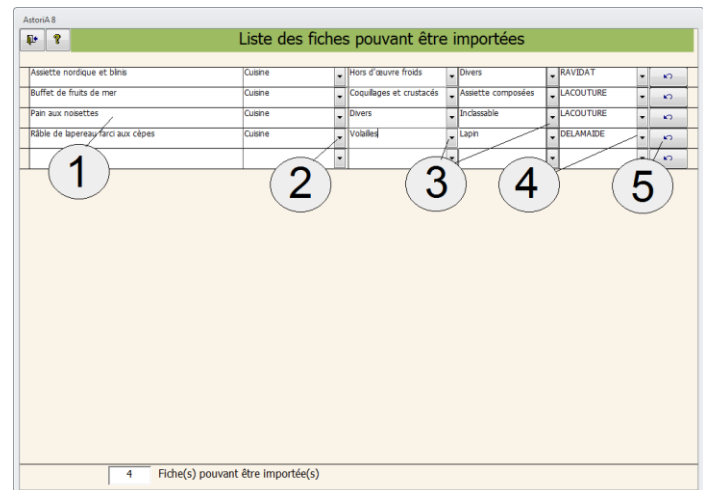 AstoriA 8
Liste des fiches pouvant être importées
Assiette nordique et blinis Cuisine Hors d'œuvre froids Divers RAVIDAT
Buffet de fruits de mer Cuisine Coquillages et crustacés Assiette composées LACOUTURE
Pain aux noisettes Cuisine Divers Inclassable LACOUTURE
Râble de lapereau farci aux cèpes Cuisine Volailles Lapin DELAMAIDE
1 2 3 4 5
4 Fiche(s) pouvant être importée(s)